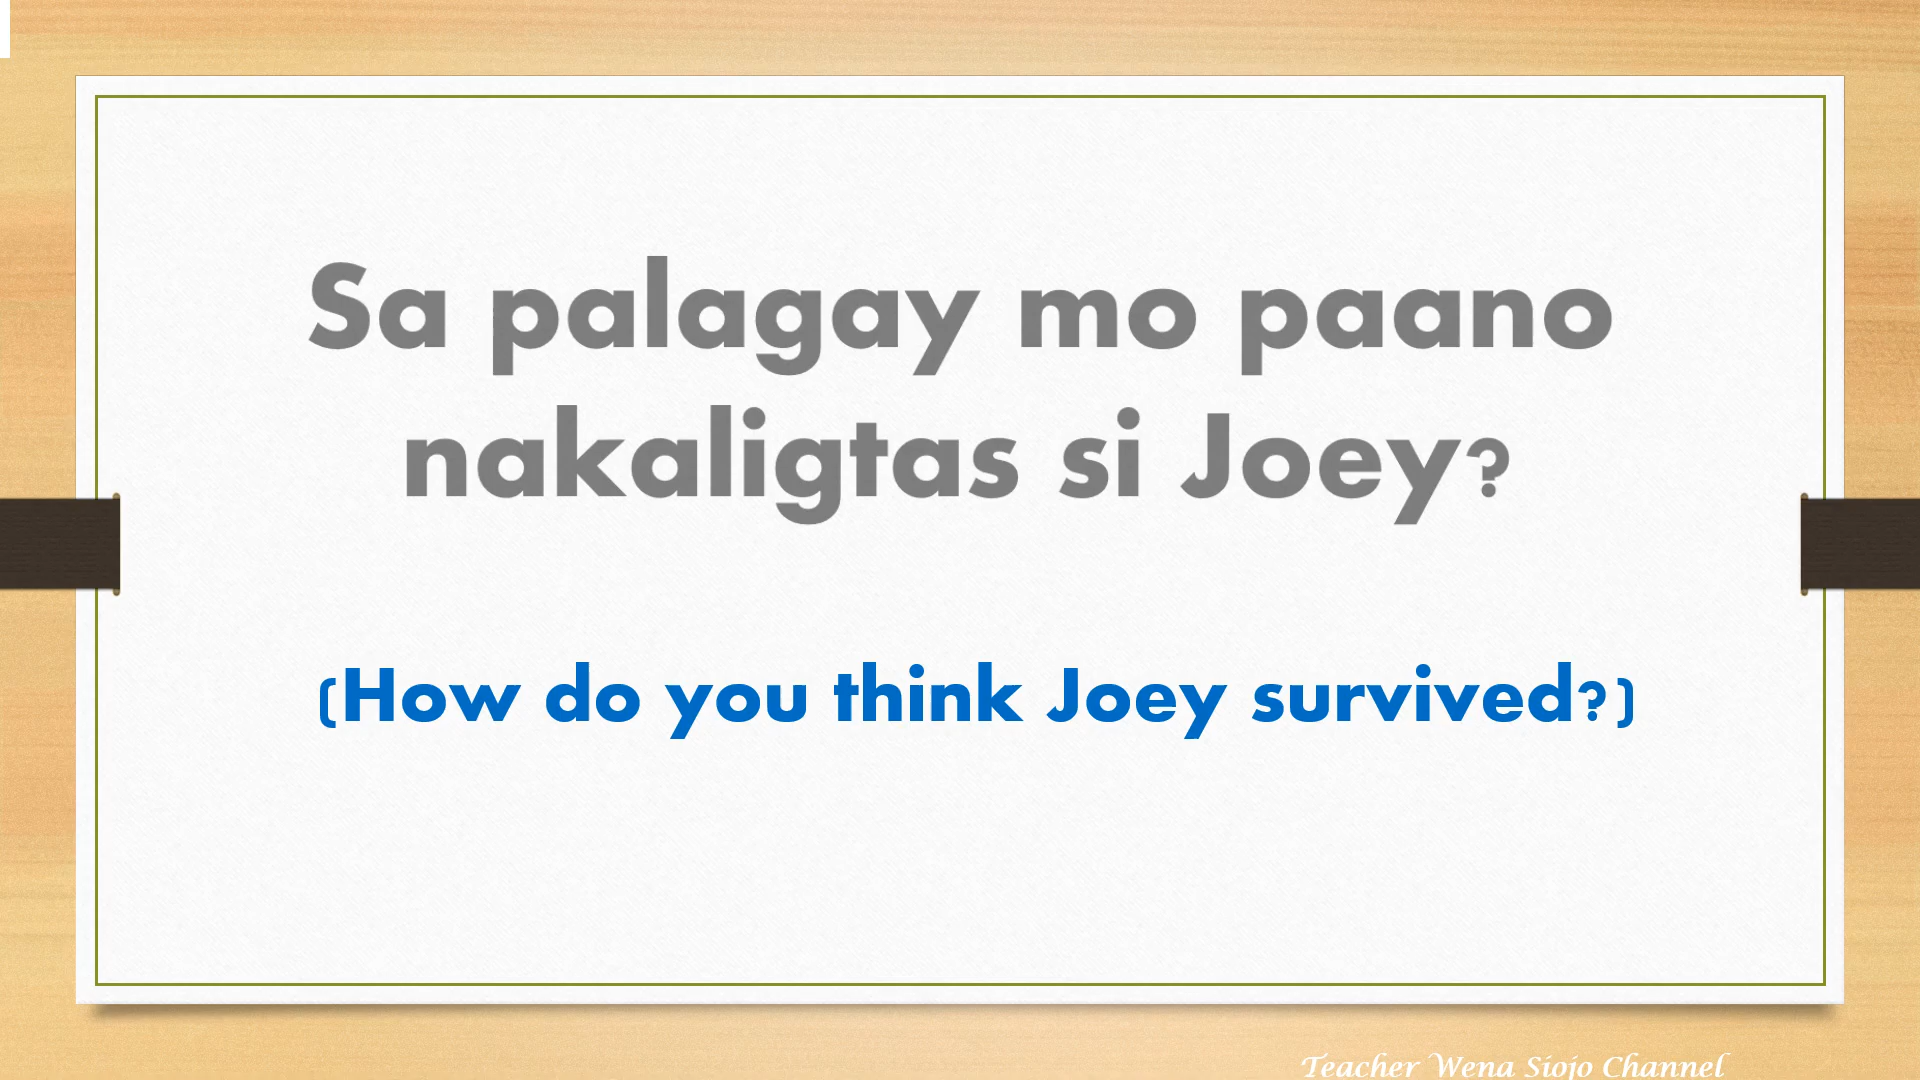 Sa palagay mo paano
nakaligtas si Joey?
(How do you think Joey survived?)
Teacher Wena Siojo Channel